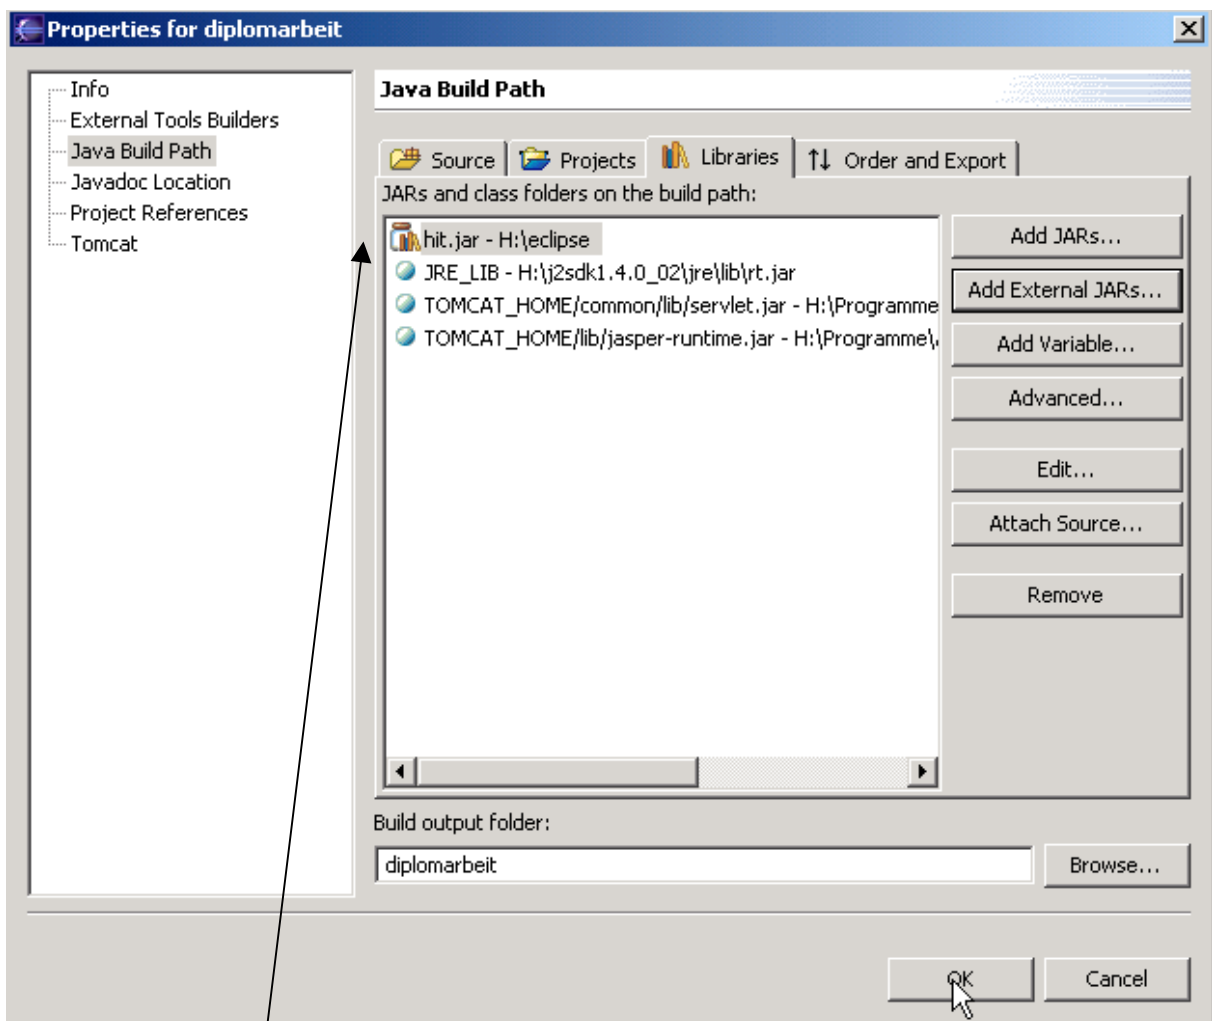 Properties for diplomarbeit
Info
External Tools Builders
Java Build Path
Javadoc Location
Project References
Tomcat
Java Build Path
Source
Projects
Libraries
Order and Export
JARs and class folders on the build path:
hit.jar - H:\eclipse
JRE_LIB - H:\j2sdk1.4.0_02\jre\lib\rt.jar
TOMCAT_HOME/common/lib/servlet.jar - H:\Programme
TOMCAT_HOME/lib/jasper-runtime.jar - H:\Programme\
Add JARs...
Add External JARs...
Add Variable...
Advanced...
Edit...
Attach Source...
Remove
Build output folder:
diplomarbeit
Browse...
OK
Cancel